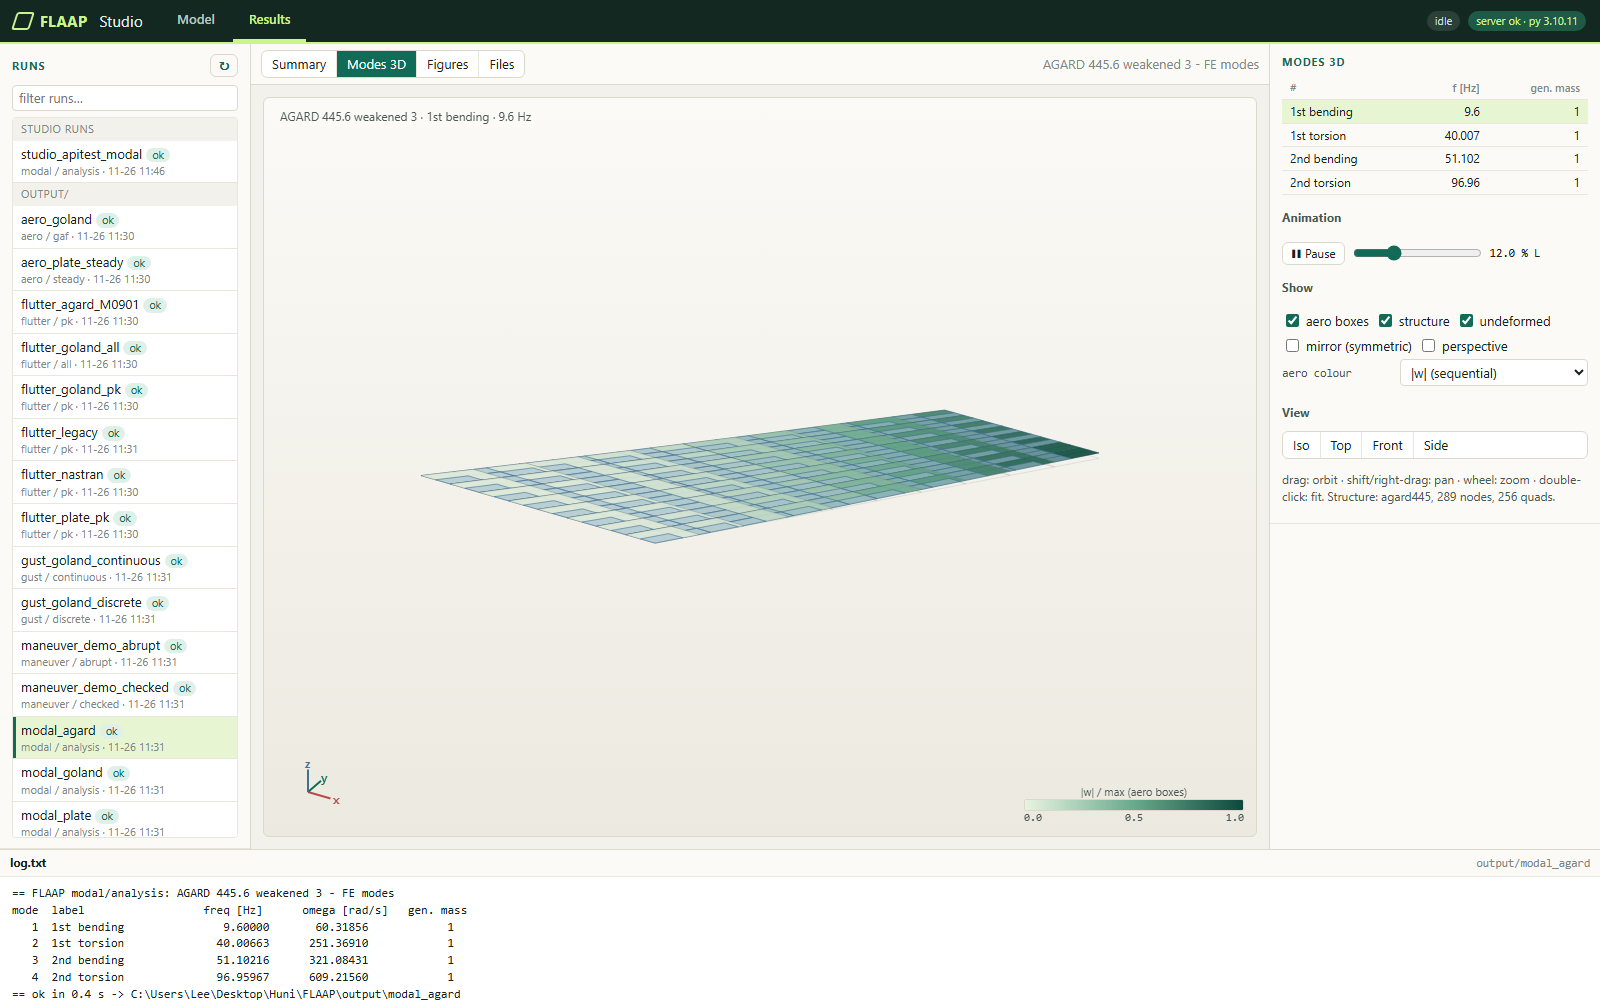 FLAAP Studio Model Results idle server ok · py 3.10.11
RUNS ↻
filter runs...
STUDIO RUNS
studio_apitest_modal ok
modal / analysis · 11-26 11:46
OUTPUT/
aero_goland ok
aero / gaf · 11-26 11:30
aero_plate_steady ok
aero / steady · 11-26 11:30
flutter_agard_M0901 ok
flutter / pk · 11-26 11:30
flutter_goland_all ok
flutter / all · 11-26 11:30
flutter_goland_pk ok
flutter / pk · 11-26 11:30
flutter_legacy ok
flutter / pk · 11-26 11:31
flutter_nastran ok
flutter / pk · 11-26 11:30
flutter_plate_pk ok
flutter / pk · 11-26 11:30
gust_goland_continuous ok
gust / continuous · 11-26 11:31
gust_goland_discrete ok
gust / discrete · 11-26 11:31
maneuver_demo_abrupt ok
maneuver / abrupt · 11-26 11:31
maneuver_demo_checked ok
maneuver / checked · 11-26 11:31
modal_agard ok
modal / analysis · 11-26 11:31
modal_goland ok
modal / analysis · 11-26 11:31
modal_plate ok
modal / analysis · 11-26 11:31
Summary Modes 3D Figures Files AGARD 445.6 weakened 3 - FE modes
AGARD 445.6 weakened 3 · 1st bending · 9.6 Hz
z
y
x
|w| / max (aero boxes)
0.0 0.5 1.0
MODES 3D
# f [Hz] gen. mass
1st bending 9.6 1
1st torsion 40.007 1
2nd bending 51.102 1
2nd torsion 96.96 1
Animation
Pause 12.0 % L
Show
aero boxes structure undeformed
mirror (symmetric) perspective
aero colour |w| (sequential)
View
Iso Top Front Side
drag: orbit · shift/right-drag: pan · wheel: zoom · double-
click: fit. Structure: agard445, 289 nodes, 256 quads.
log.txt output/modal_agard
== FLAAP modal/analysis: AGARD 445.6 weakened 3 - FE modes
mode label freq [Hz] omega [rad/s] gen. mass
1 1st bending 9.60000 60.31856 1
2 1st torsion 40.00663 251.36910 1
3 2nd bending 51.10216 321.08431 1
4 2nd torsion 96.95967 609.21560 1
== ok in 0.4 s -> C:\Users\Lee\Desktop\Huni\FLAAP\output\modal_agard